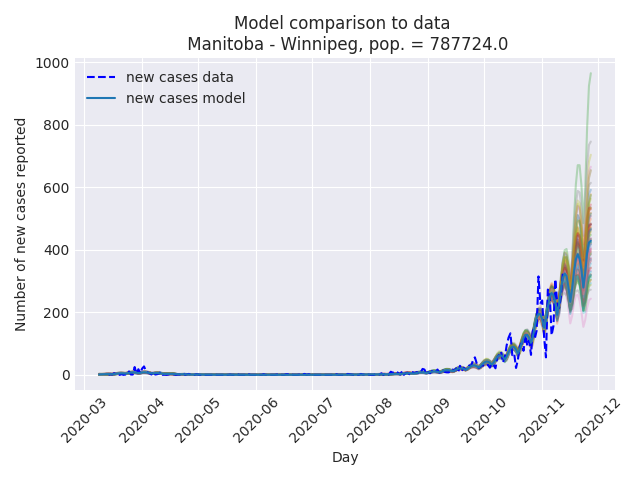 Model comparison to data
Manitoba - Winnipeg, pop. = 787724.0
new cases data
new cases model
Number of new cases reported
1000
800
600
400
200
0
2020-03
2020-04
2020-05
2020-06
2020-07
2020-08
2020-09
2020-10
2020-11
2020-12
Day